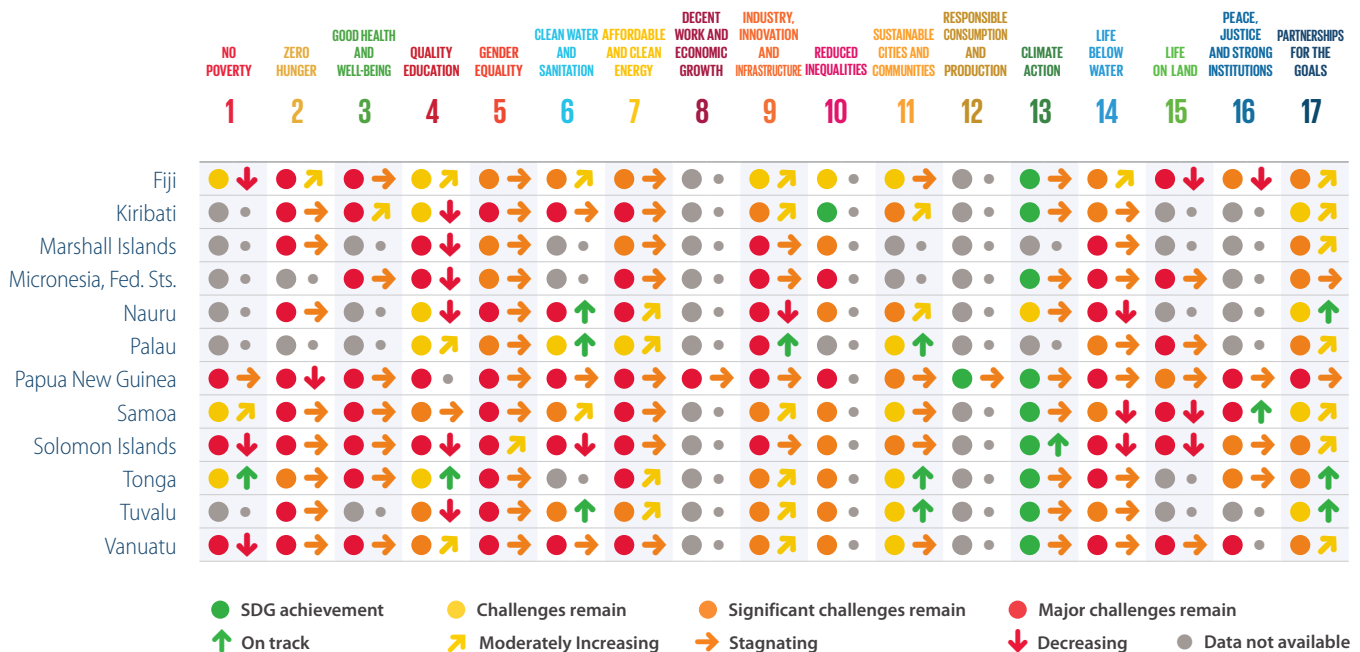 NO
POVERTY
ZERO
HUNGER
GOOD HEALTH
AND
WELL-BEING
QUALITY
EDUCATION
GENDER
EQUALITY
CLEAN WATER
AND
SANITATION
AFFORDABLE
AND CLEAN
ENERGY
DECENT
WORK AND
ECONOMIC
GROWTH
INDUSTRY,
INNOVATION
AND
INFRASTRUCTURE
REDUCED
INEQUALITIES
SUSTAINABLE
CITIES AND
COMMUNITIES
RESPONSIBLE
CONSUMPTION
AND
PRODUCTION
CLIMATE
ACTION
LIFE
BELOW
WATER
LIFE
ON LAND
PEACE,
JUSTICE
AND STRONG
INSTITUTIONS
PARTNERSHIPS
FOR THE
GOALS
1 2 3 4 5 6 7 8 9 10 11 12 13 14 15 16 17
Fiji
Kiribati
Marshall Islands
Micronesia, Fed. Sts.
Nauru
Palau
Papua New Guinea
Samoa
Solomon Islands
Tonga
Tuvalu
Vanuatu
SDG achievement Challenges remain Significant challenges remain Major challenges remain
On track Moderately Increasing Stagnating Decreasing Data not available